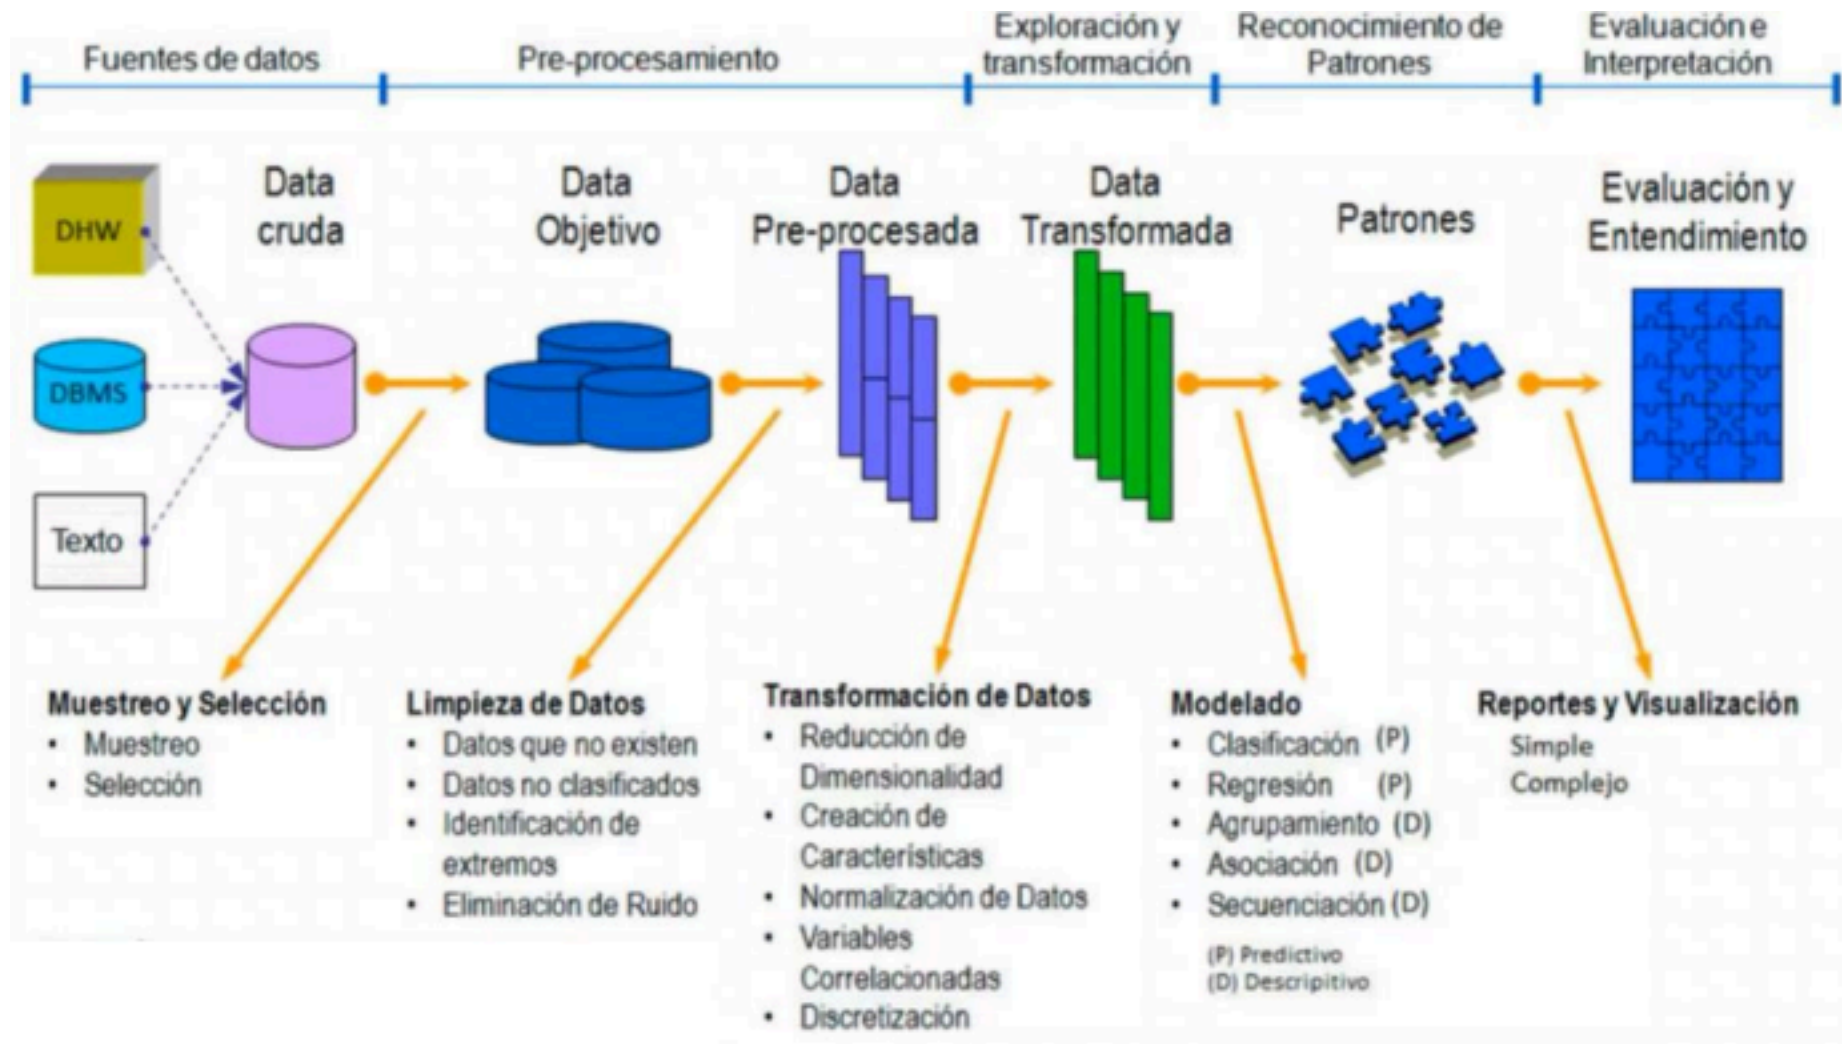 Fuentes de datos
Pre-procesamiento
Exploración y
transformación
Reconocimiento de
Patrones
Evaluación e
Interpretación
DHW
DBMS
Texto
Data
cruda
Data
Objetivo
Data
Pre-procesada
Data
Transformada
Patrones
Evaluación y
Entendimiento
Muestreo y Selección
• Muestreo
• Selección
Limpieza de Datos
• Datos que no existen
• Datos no clasificados
• Identificación de
extremos
• Eliminación de Ruido
Transformación de Datos
• Reducción de
Dimensionalidad
• Creación de
Características
• Normalización de Datos
• Variables
Correlacionadas
• Discretización
Modelado
• Clasificación (P)
• Regresión (P)
• Agrupamiento (D)
• Asociación (D)
• Secuenciación (D)
(P) Predictivo
(D) Descripitivo
Reportes y Visualización
Simple
Complejo